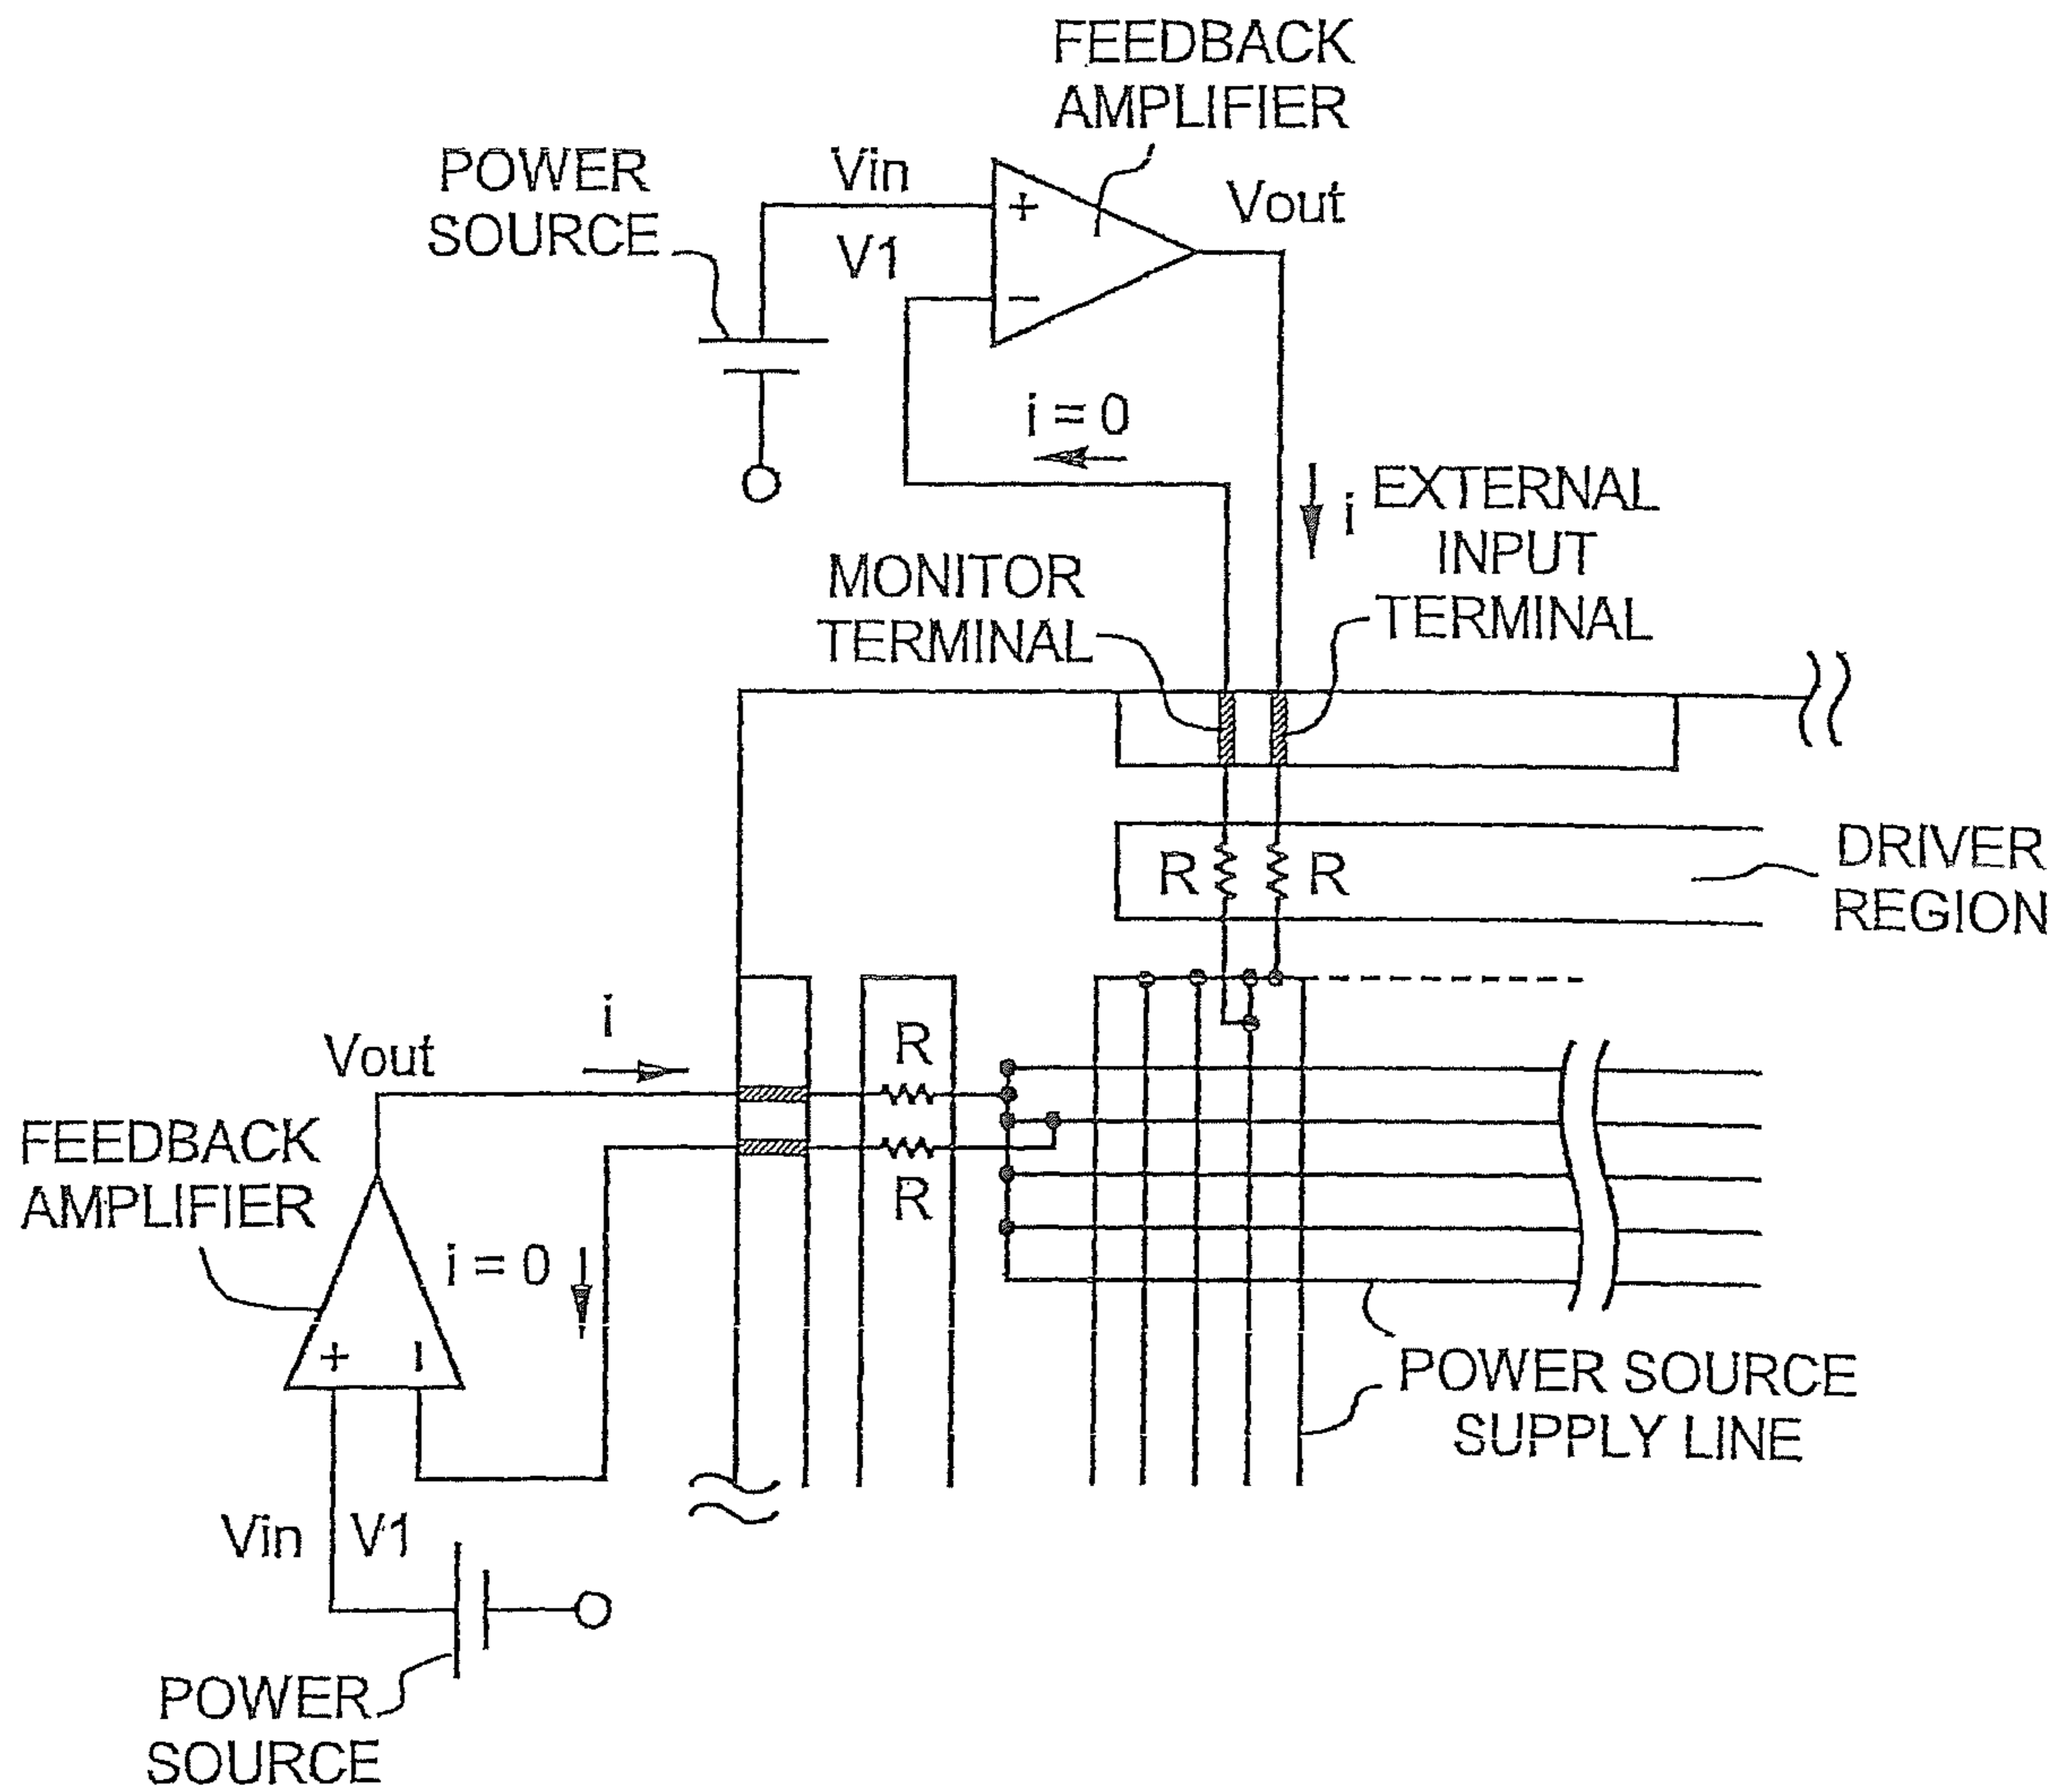 FEEDBACK
AMPLIFIER
POWER
SOURCE
Vin
V1
+
−
Vout
i = 0
i
EXTERNAL
INPUT
TERMINAL
MONITOR
TERMINAL
R
R
DRIVER
REGION
i
Vout
R
R
FEEDBACK
AMPLIFIER
i = 0
+
−
POWER SOURCE
SUPPLY LINE
Vin
V1
POWER
SOURCE